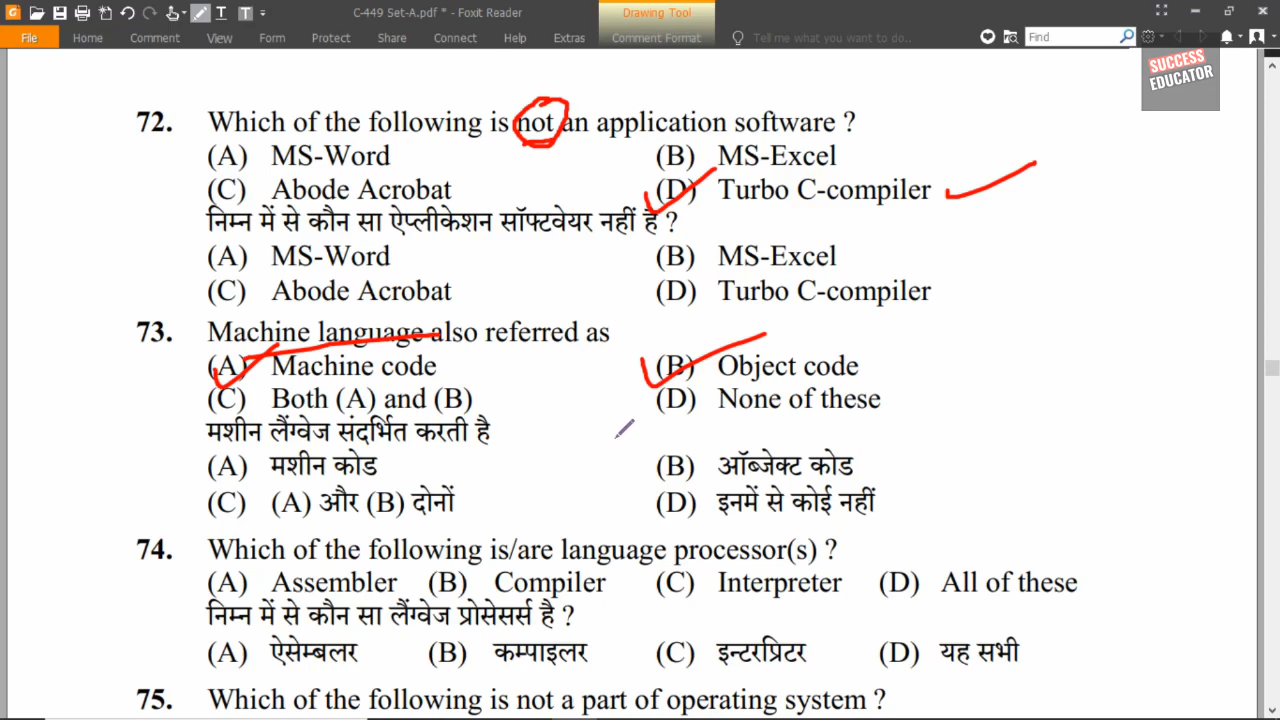 C-449 Set-A.pdf * - Foxit Reader
Drawing Tool
File Home Comment View Form Protect Share Connect Help Extras Comment Format Tell me what you want to do.. Find
SUCCESS
EDUCATOR
72. Which of the following is not an application software ?
(A) MS-Word (B) MS-Excel
(C) Abode Acrobat (D) Turbo C-compiler
निम्न में से कौन सा ऐप्लीकेशन सॉफ्टवेयर नहीं है ?
(A) MS-Word (B) MS-Excel
(C) Abode Acrobat (D) Turbo C-compiler
73. Machine language also referred as
(A) Machine code (B) Object code
(C) Both (A) and (B) (D) None of these
मशीन लैंग्वेज संदर्भित करती है
(A) मशीन कोड (B) ऑब्जेक्ट कोड
(C) (A) और (B) दोनों (D) इनमें से कोई नहीं
74. Which of the following is/are language processor(s) ?
(A) Assembler (B) Compiler (C) Interpreter (D) All of these
निम्न में से कौन सा लैंग्वेज प्रोसेसर्स है ?
(A) ऐसेम्बलर (B) कम्पाइलर (C) इन्टरप्रिटर (D) यह सभी
75. Which of the following is not a part of operating system ?